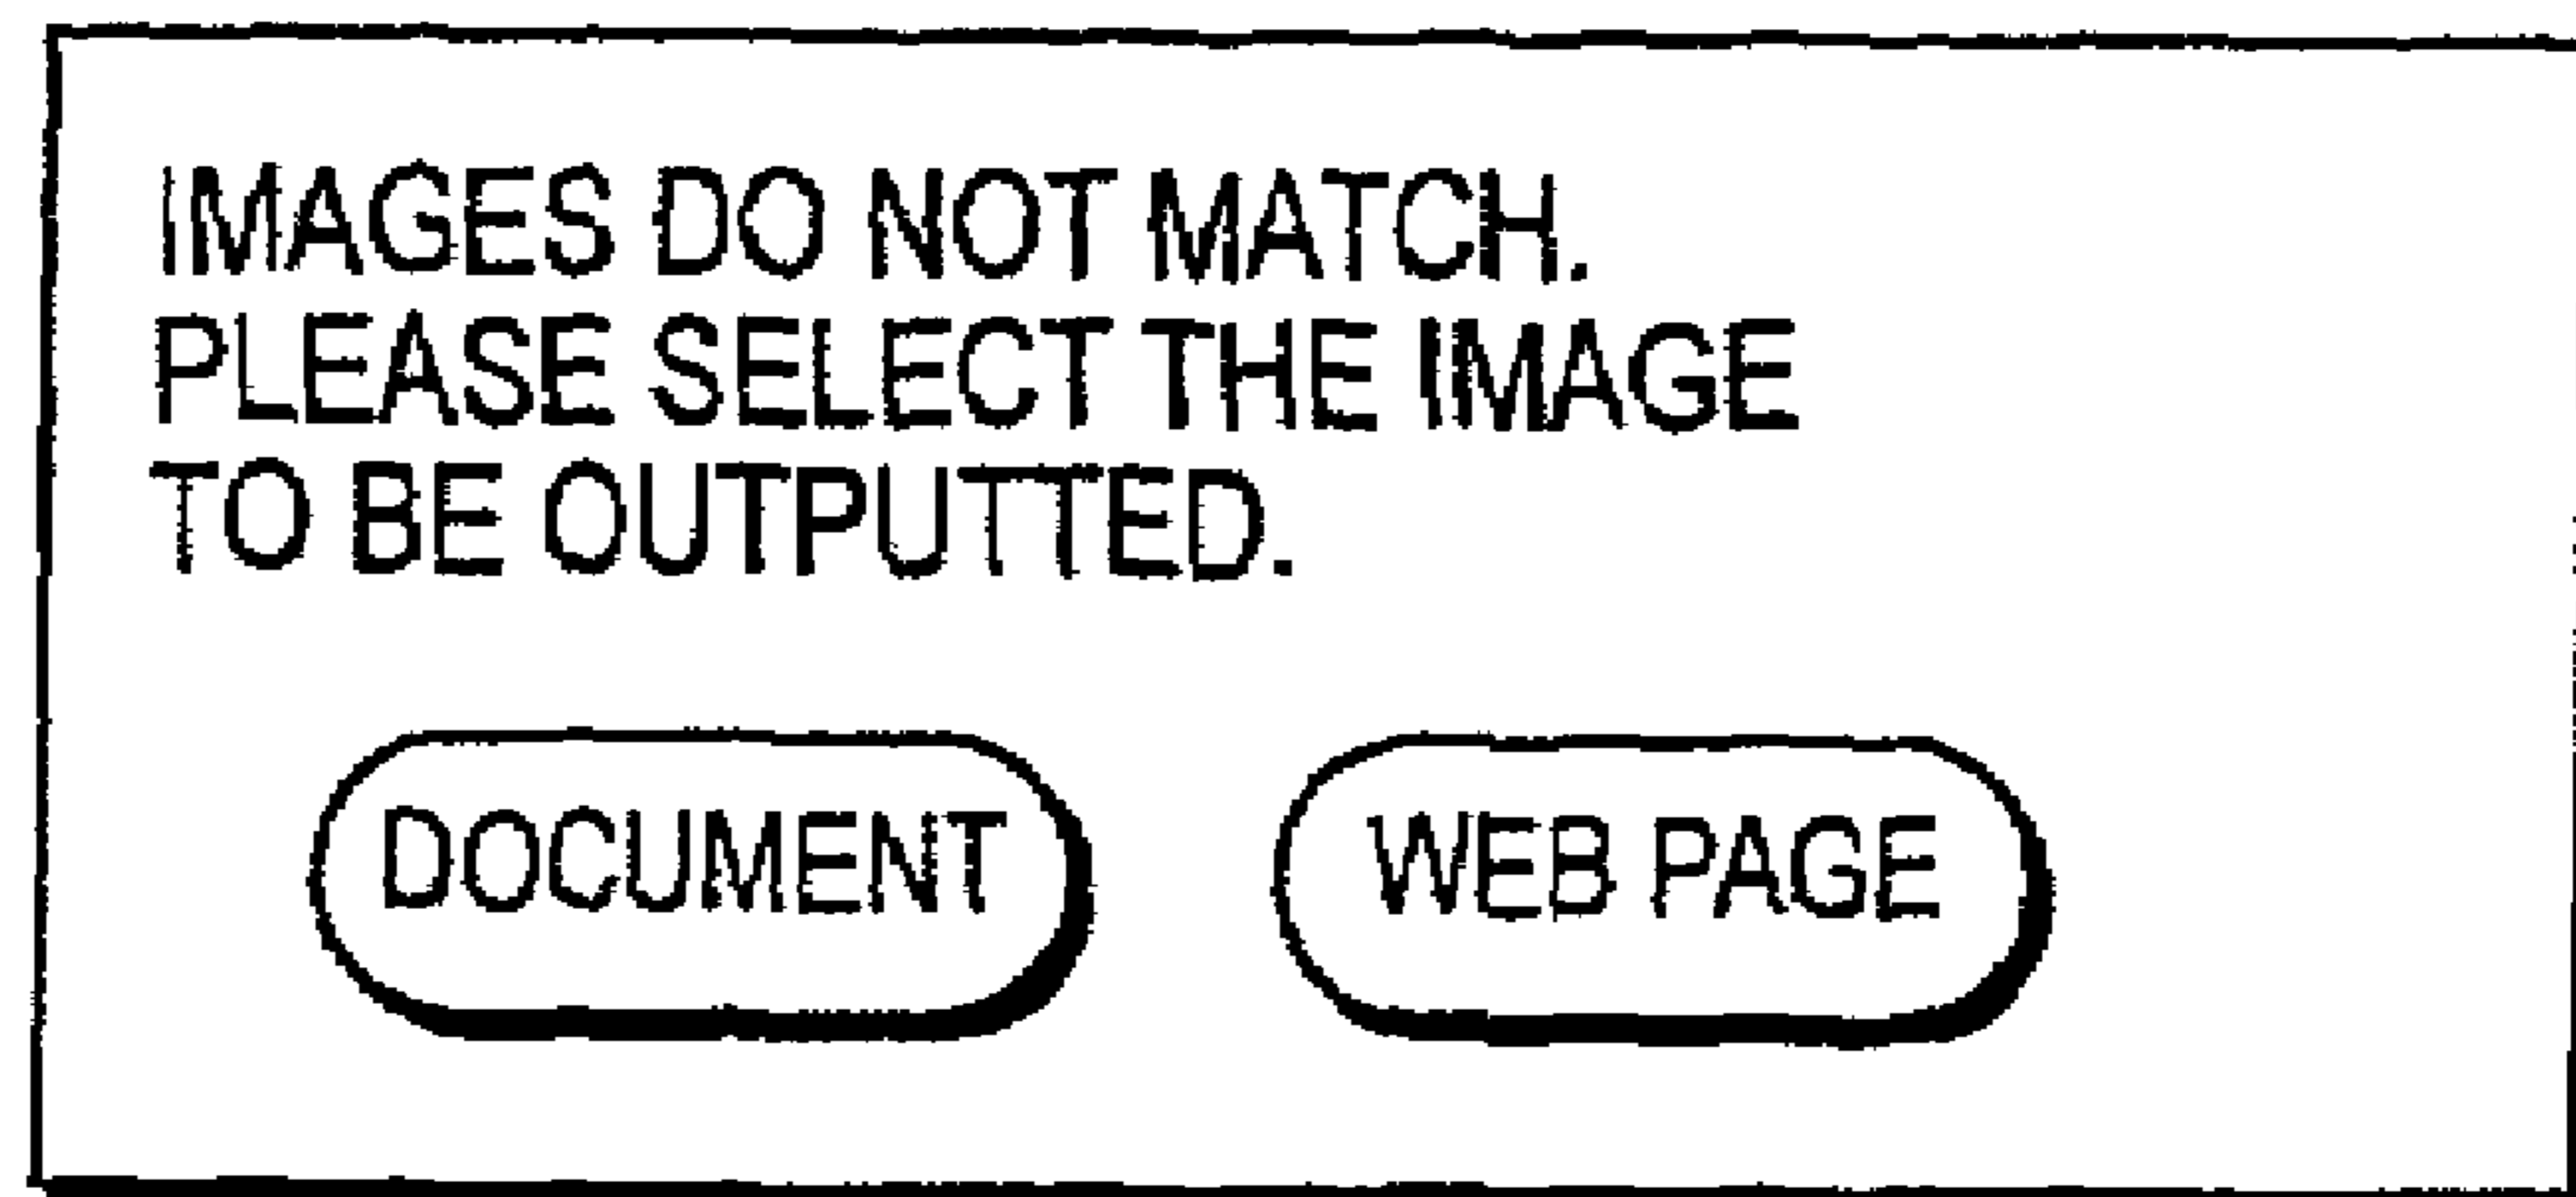 IMAGES DO NOT MATCH.
PLEASE SELECT THE IMAGE
TO BE OUTPUTTED.
DOCUMENT
WEB PAGE